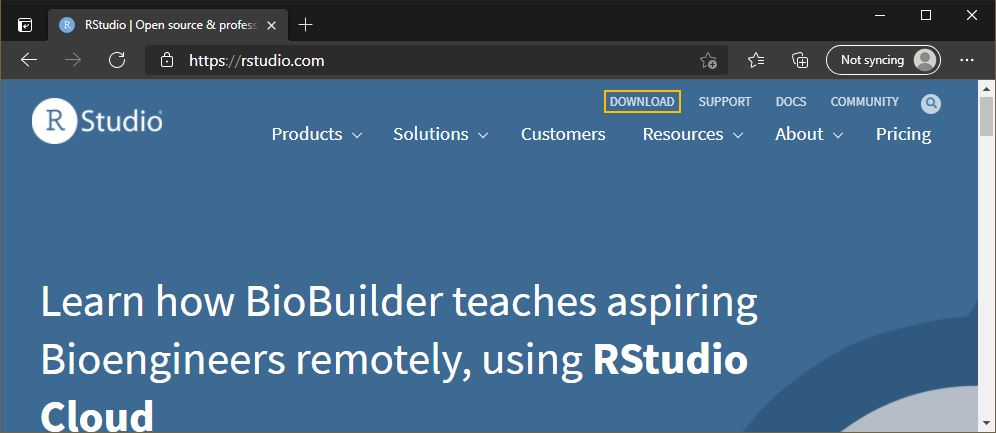 RStudio | Open source & profess
https://rstudio.com
Not syncing
DOWNLOAD SUPPORT DOCS COMMUNITY
R Studio
Products Solutions Customers Resources About Pricing
Learn how BioBuilder teaches aspiring
Bioengineers remotely, using RStudio
Cloud